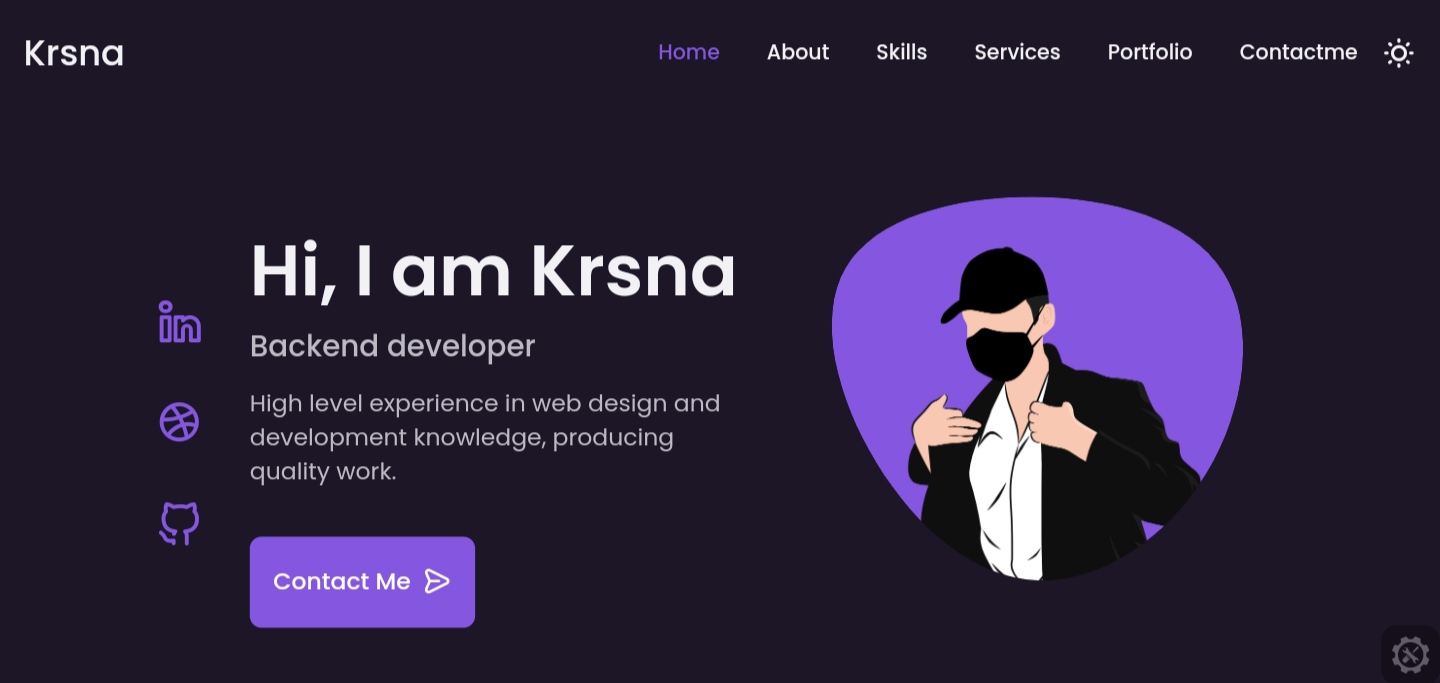 Krsna
Home About Skills Services Portfolio Contactme
Hi, I am Krsna
Backend developer
High level experience in web design and
development knowledge, producing
quality work.
Contact Me